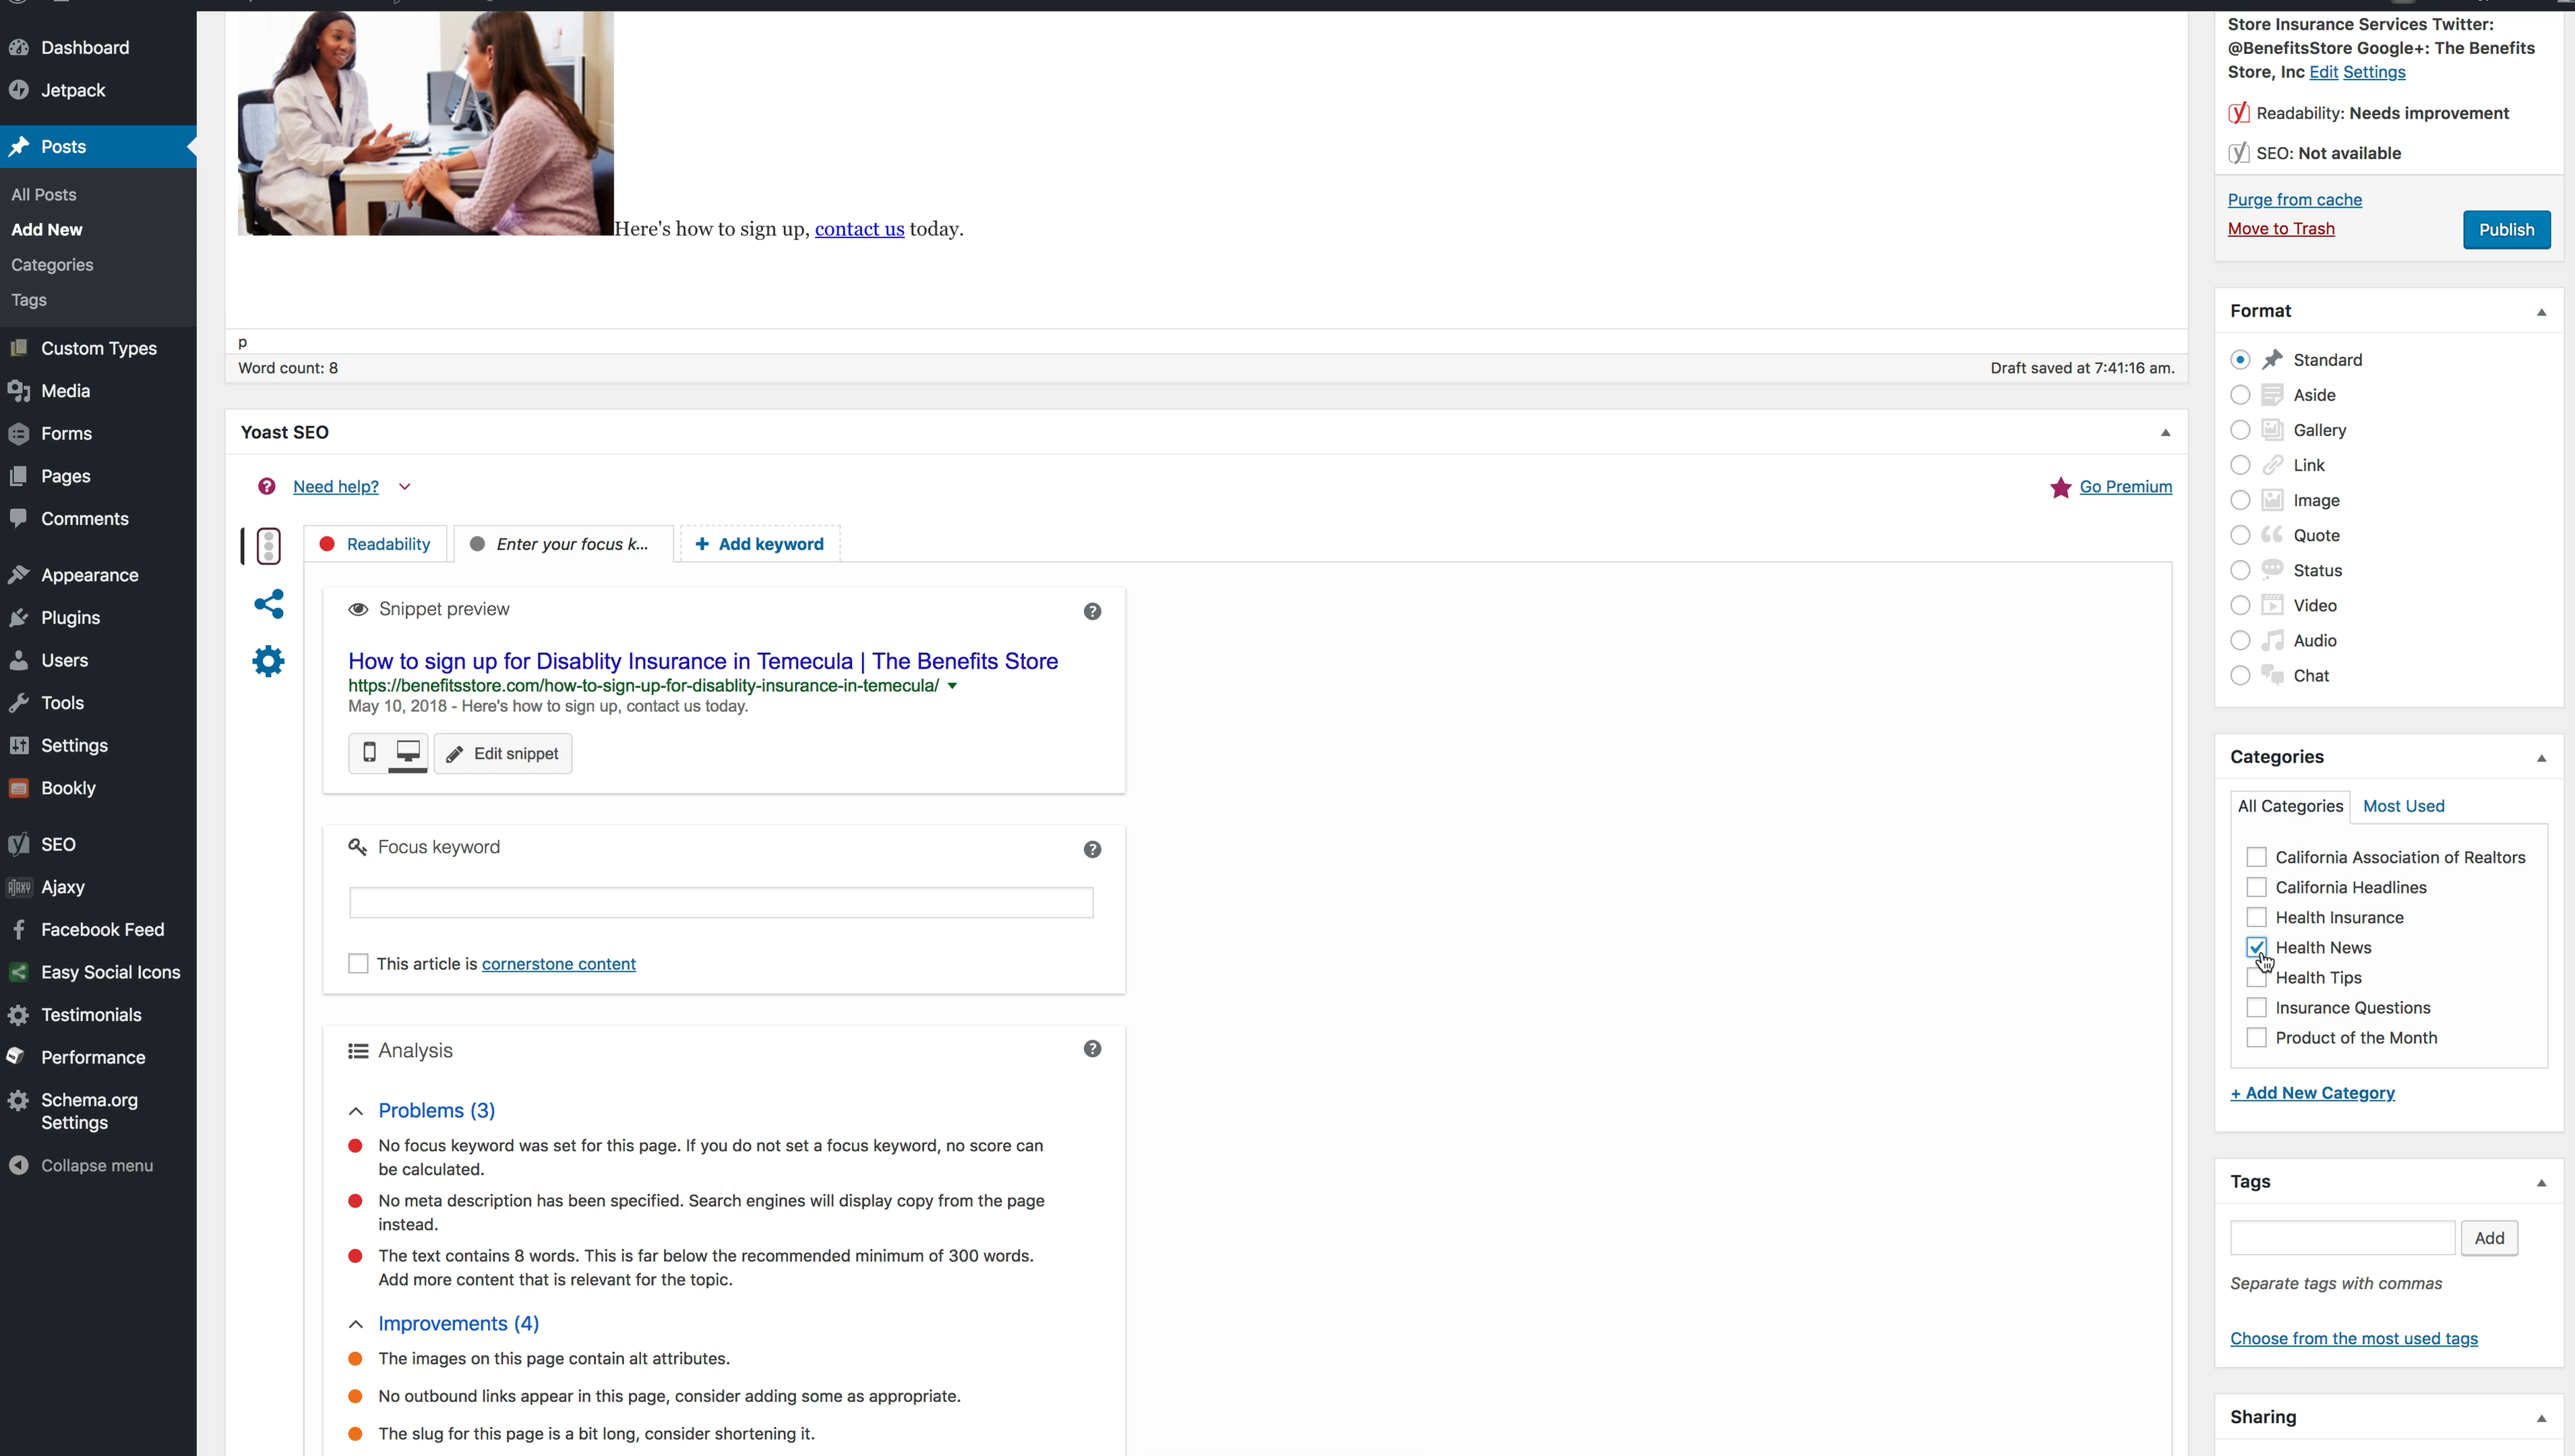 Dashboard
Jetpack
Posts
All Posts
Add New
Categories
Tags
Custom Types
Media
Forms
Pages
Comments
Appearance
Plugins
Users
Tools
Settings
Bookly
SEO
Ajaxy
Facebook Feed
Easy Social Icons
Testimonials
Performance
Schema.org
Settings
Collapse menu
Here's how to sign up, contact us today.
p
Word count: 8
Draft saved at 7:41:16 am.
Yoast SEO
Need help?
Go Premium
Readability
Enter your focus k...
+ Add keyword
Snippet preview
How to sign up for Disablity Insurance in Temecula | The Benefits Store
https://benefitsstore.com/how-to-sign-up-for-disablity-insurance-in-temecula/
May 10, 2018 - Here's how to sign up, contact us today.
Edit snippet
Focus keyword
This article is cornerstone content
Analysis
Problems (3)
No focus keyword was set for this page. If you do not set a focus keyword, no score can
be calculated.
No meta description has been specified. Search engines will display copy from the page
instead.
The text contains 8 words. This is far below the recommended minimum of 300 words.
Add more content that is relevant for the topic.
Improvements (4)
The images on this page contain alt attributes.
No outbound links appear in this page, consider adding some as appropriate.
The slug for this page is a bit long, consider shortening it.
Store Insurance Services Twitter:
@BenefitsStore Google+: The Benefits
Store, Inc Edit Settings
Readability: Needs improvement
SEO: Not available
Purge from cache
Move to Trash
Publish
Format
Standard
Aside
Gallery
Link
Image
Quote
Status
Video
Audio
Chat
Categories
All Categories
Most Used
California Association of Realtors
California Headlines
Health Insurance
Health News
Health Tips
Insurance Questions
Product of the Month
+ Add New Category
Tags
Add
Separate tags with commas
Choose from the most used tags
Sharing